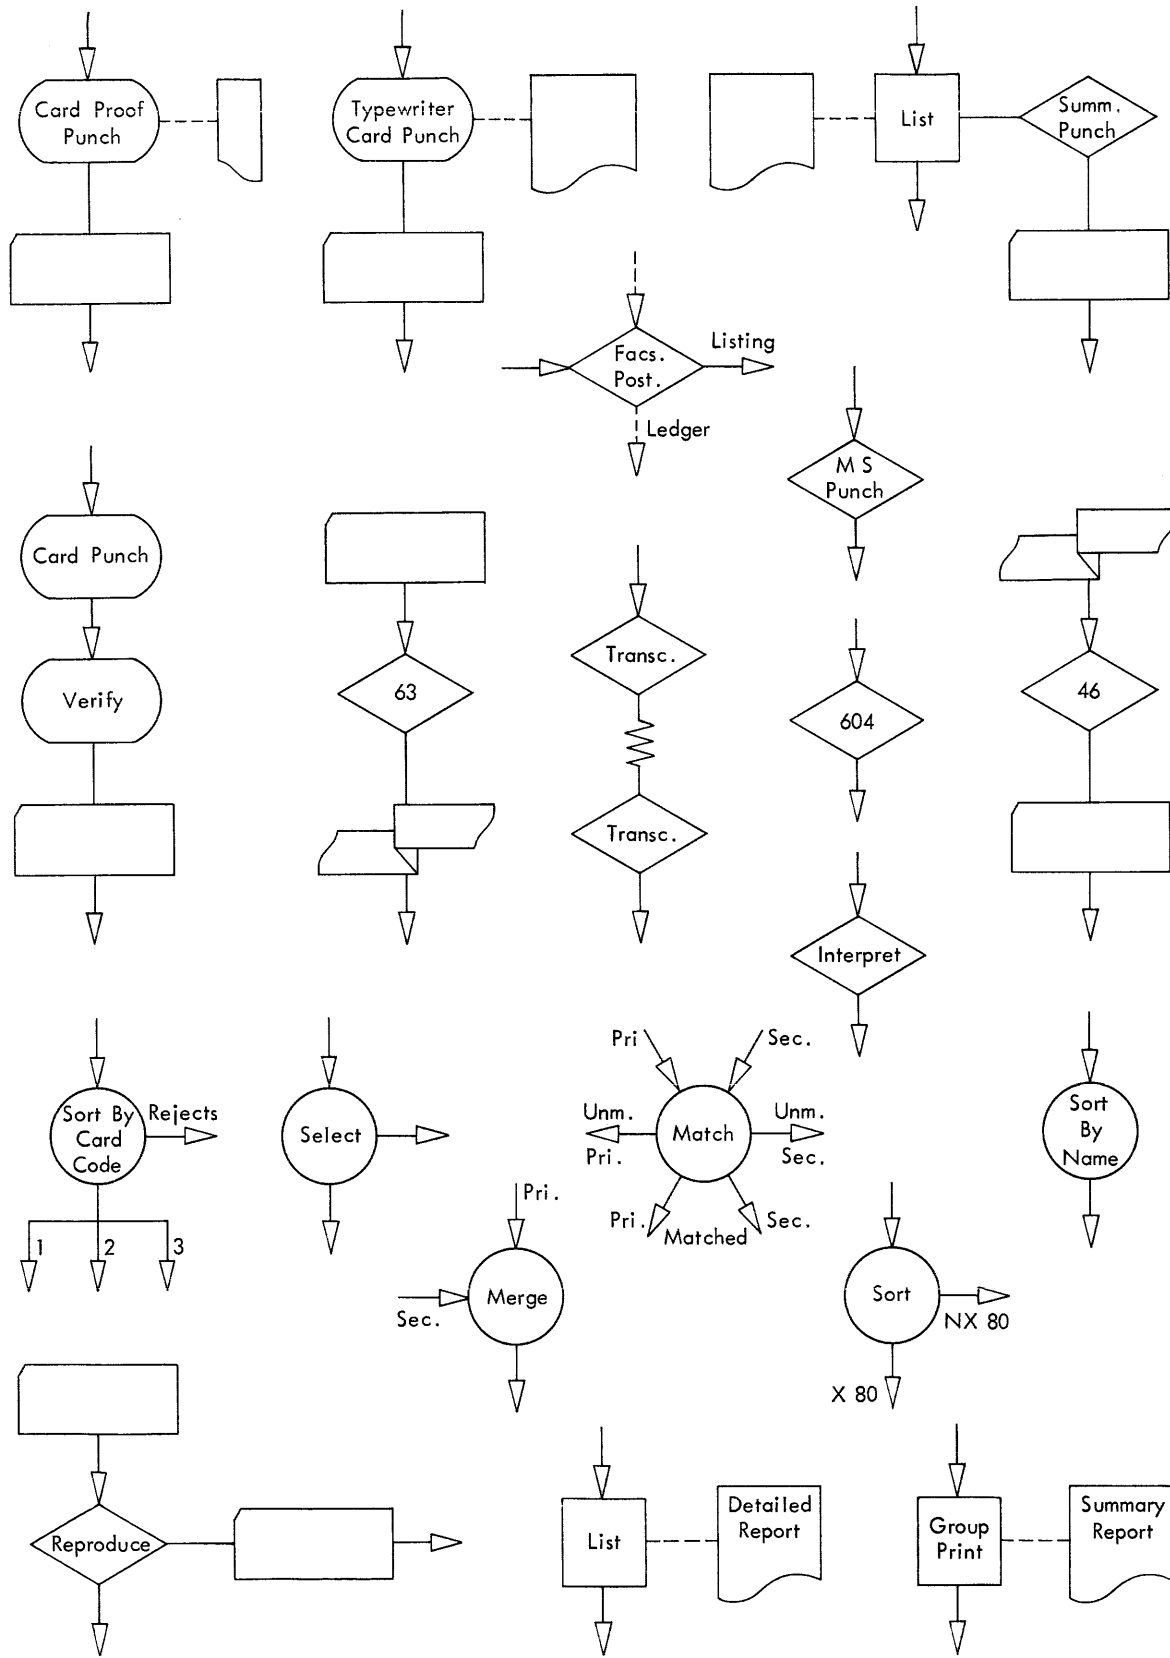 Card Proof
Punch
Typewriter
Card Punch
List
Summ.
Punch
Facs.
Post.
Listing
Ledger
M S
Punch
Card Punch
Verify
63
Transc.
Transc.
604
46
Interpret
Sort By
Card
Code
Rejects
1
2
3
Select
Pri
Sec.
Unm.
Pri.
Match
Unm.
Sec.
Pri.
Matched
Sec.
Sort
By
Name
Pri.
Sec.
Merge
Sort
NX 80
X 80
Reproduce
List
Detailed
Report
Group
Print
Summary
Report